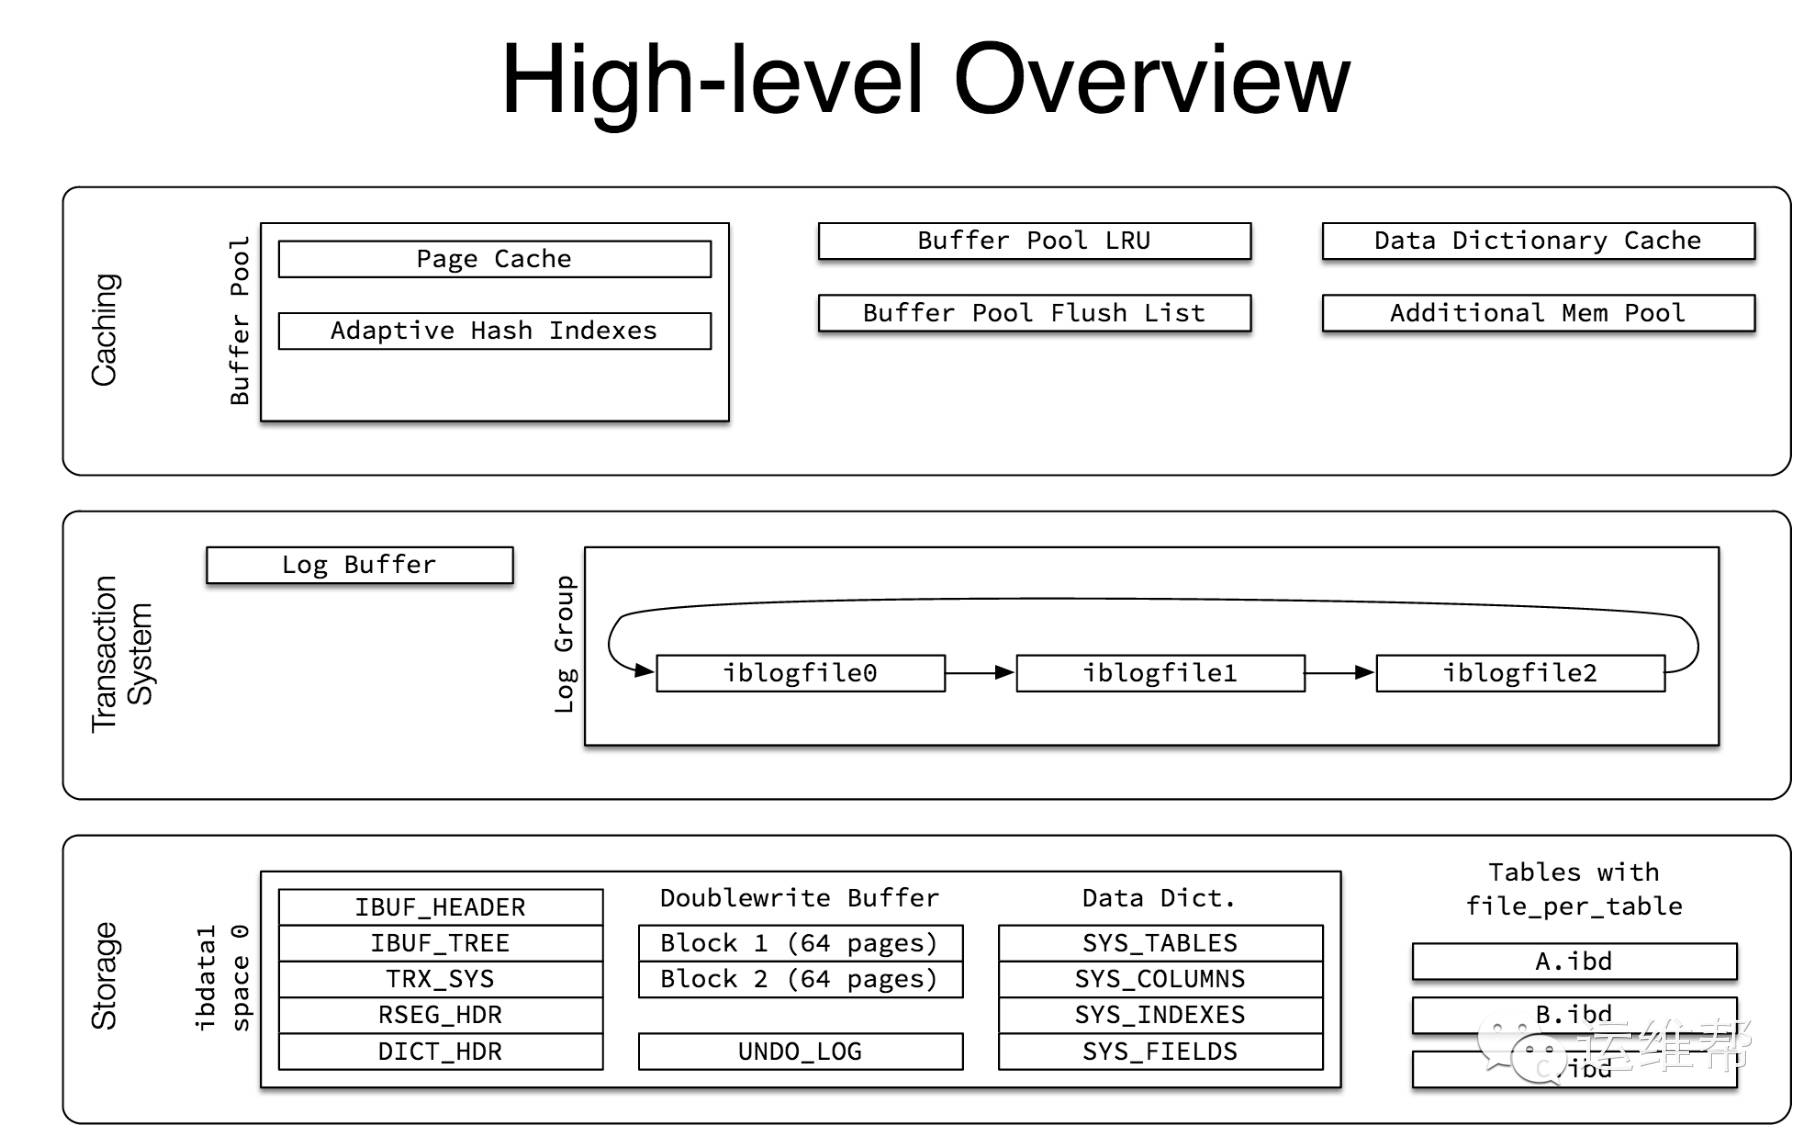 High-level Overview
Caching
Buffer Pool
Page Cache
Adaptive Hash Indexes
Buffer Pool LRU
Buffer Pool Flush List
Data Dictionary Cache
Additional Mem Pool
Transaction
System
Log Buffer
Log Group
iblogfile0
iblogfile1
iblogfile2
Storage
ibdata1
space 0
IBUF_HEADER
IBUF_TREE
TRX_SYS
RSEG_HDR
DICT_HDR
Doublewrite Buffer
Block 1 (64 pages)
Block 2 (64 pages)
UNDO_LOG
Data Dict.
SYS_TABLES
SYS_COLUMNS
SYS_INDEXES
SYS_FIELDS
Tables with
file_per_table
A.ibd
B.ibd
C.ibd
运维帮